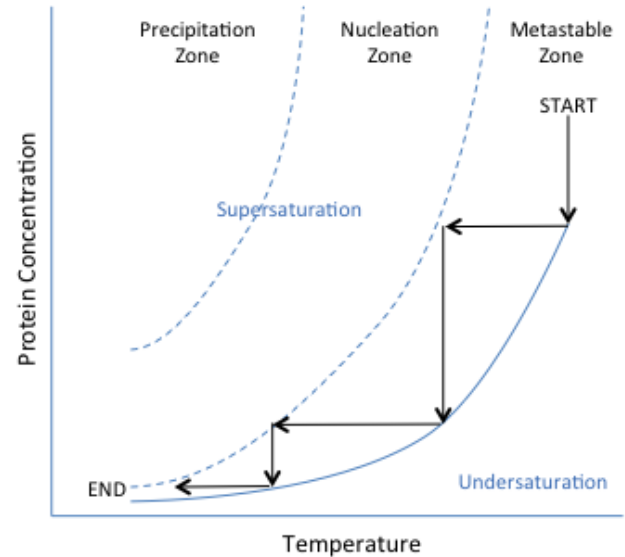 Precipitation
Zone
Nucleation
Zone
Metastable
Zone
START
Supersaturation
Protein Concentration
END
Undersaturation
Temperature